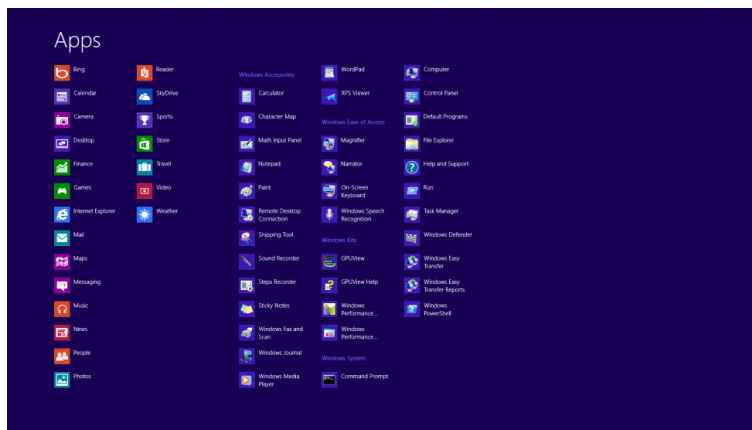 Apps
Bing
Calendar
Camera
Desktop
Finance
Games
Internet Explorer
Mail
Maps
Messaging
Music
News
People
Photos
Reader
SkyDrive
Sports
Store
Travel
Video
Weather
Windows Accessories
Calculator
Character Map
Math Input Panel
Notepad
Paint
Remote Desktop
Connection
Snipping Tool
Sound Recorder
Steps Recorder
Sticky Notes
Windows Fax and
Scan
Windows Journal
Windows Media
Player
WordPad
XPS Viewer
Windows Ease of Access
Magnifier
Narrator
On-Screen
Keyboard
Windows Speech
Recognition
Windows Kits
GPUView
GPUView Help
Windows
Performance...
Windows
Performance...
Windows System
Command Prompt
Computer
Control Panel
Default Programs
File Explorer
Help and Support
Run
Task Manager
Windows Defender
Windows Easy
Transfer
Windows Easy
Transfer Reports
Windows
PowerShell